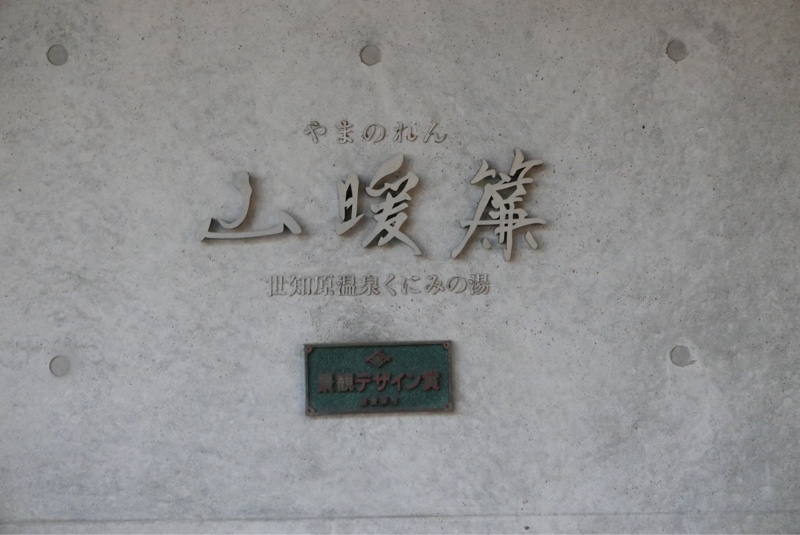 やまのれん
山暖簾
世知原温泉くにみの湯
景観デザイン賞